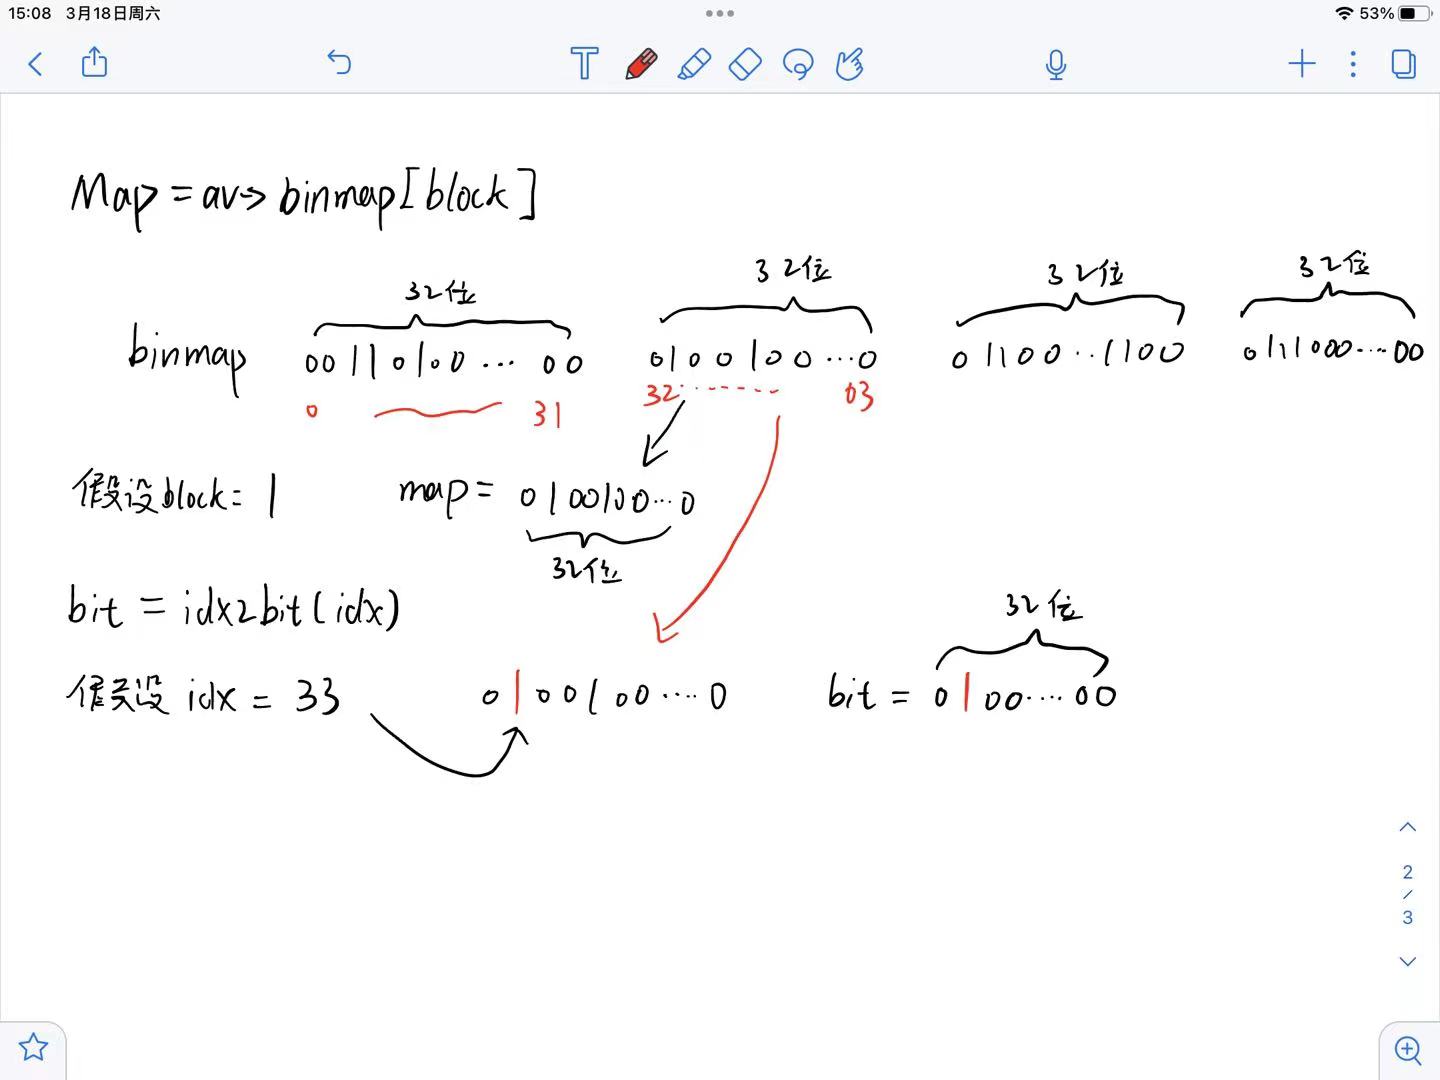 15:08 3月18日周六
53%
Map = av-> binmap[block]
32位 32位 32位 32位
binmap 00110100 ... 00 0100100...0 01100..1100 0111000....00
0 31 32 03
假设block = 1 map = 0100100...0
32位
bit = idx2bit(idx)
32位
假设 idx = 33 0100100....0 bit = 0100....00
2
/
3